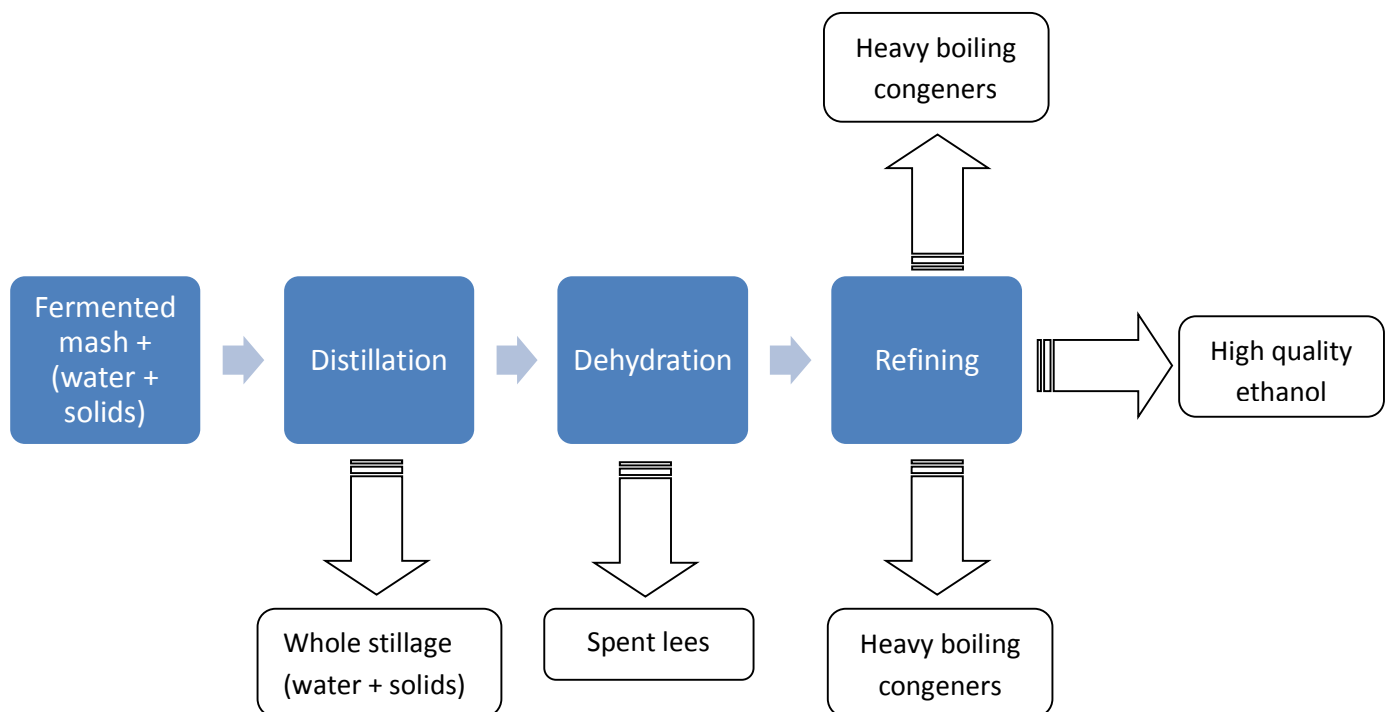 Heavy boiling
congeners
Fermented
mash +
(water +
solids)
Distillation
Dehydration
Refining
High quality
ethanol
Whole stillage
(water + solids)
Spent lees
Heavy boiling
congeners